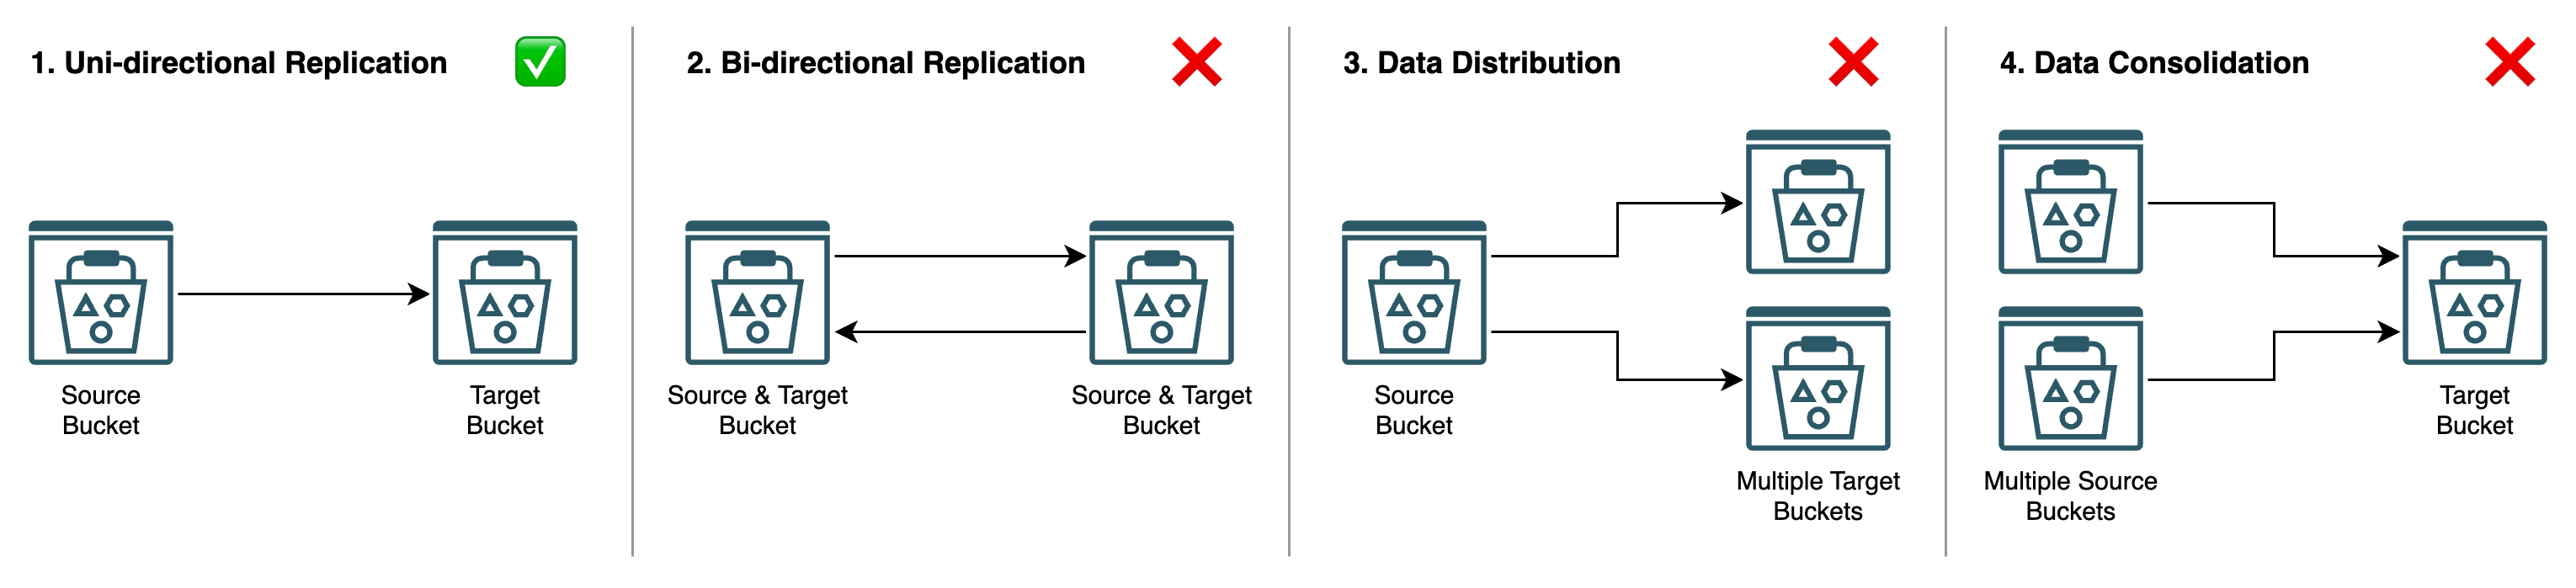 1. Uni-directional Replication
Source
Bucket
Target
Bucket
2. Bi-directional Replication
Source & Target
Bucket
Source & Target
Bucket
3. Data Distribution
Source
Bucket
Multiple Target
Buckets
4. Data Consolidation
Multiple Source
Buckets
Target
Bucket